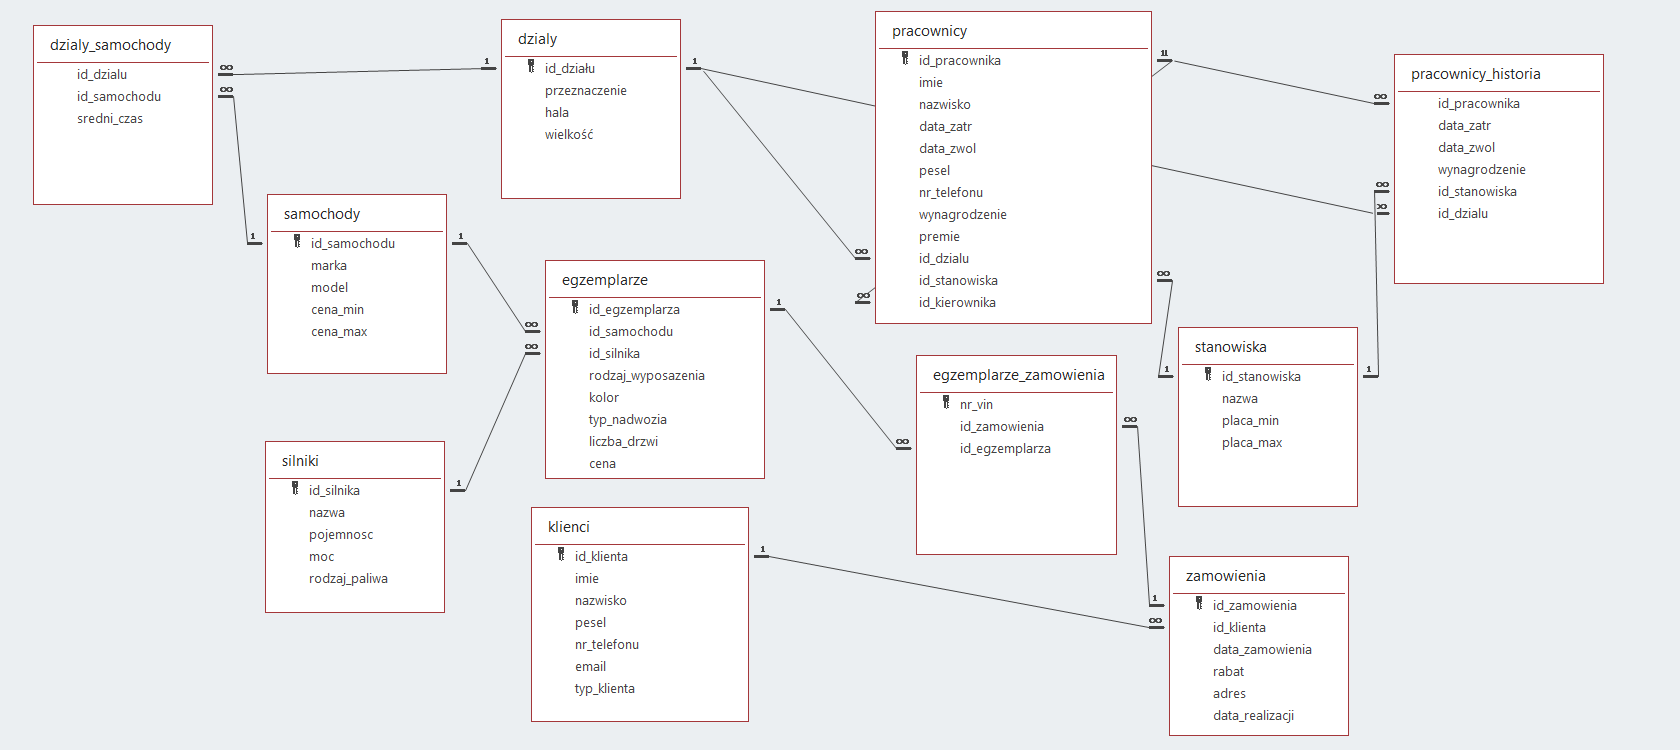 dzialy_samochody
id_dzialu
id_samochodu
sredni_czas
dzialy
id_działu
przeznaczenie
hala
wielkość
pracownicy
id_pracownika
imie
nazwisko
data_zatr
data_zwol
pesel
nr_telefonu
wynagrodzenie
premie
id_dzialu
id_stanowiska
id_kierownika
pracownicy_historia
id_pracownika
data_zatr
data_zwol
wynagrodzenie
id_stanowiska
id_dzialu
samochody
id_samochodu
marka
model
cena_min
cena_max
egzemplarze
id_egzemplarza
id_samochodu
id_silnika
rodzaj_wyposazenia
kolor
typ_nadwozia
liczba_drzwi
cena
egzemplarze_zamowienia
nr_vin
id_zamowienia
id_egzemplarza
stanowiska
id_stanowiska
nazwa
placa_min
placa_max
silniki
id_silnika
nazwa
pojemnosc
moc
rodzaj_paliwa
klienci
id_klienta
imie
nazwisko
pesel
nr_telefonu
email
typ_klienta
zamowienia
id_zamowienia
id_klienta
data_zamowienia
rabat
adres
data_realizacji
1
1
1
1
1
1
1
1
1
1
1
1
∞
∞
∞
∞
∞
∞
∞
∞
∞
∞
∞
∞
∞